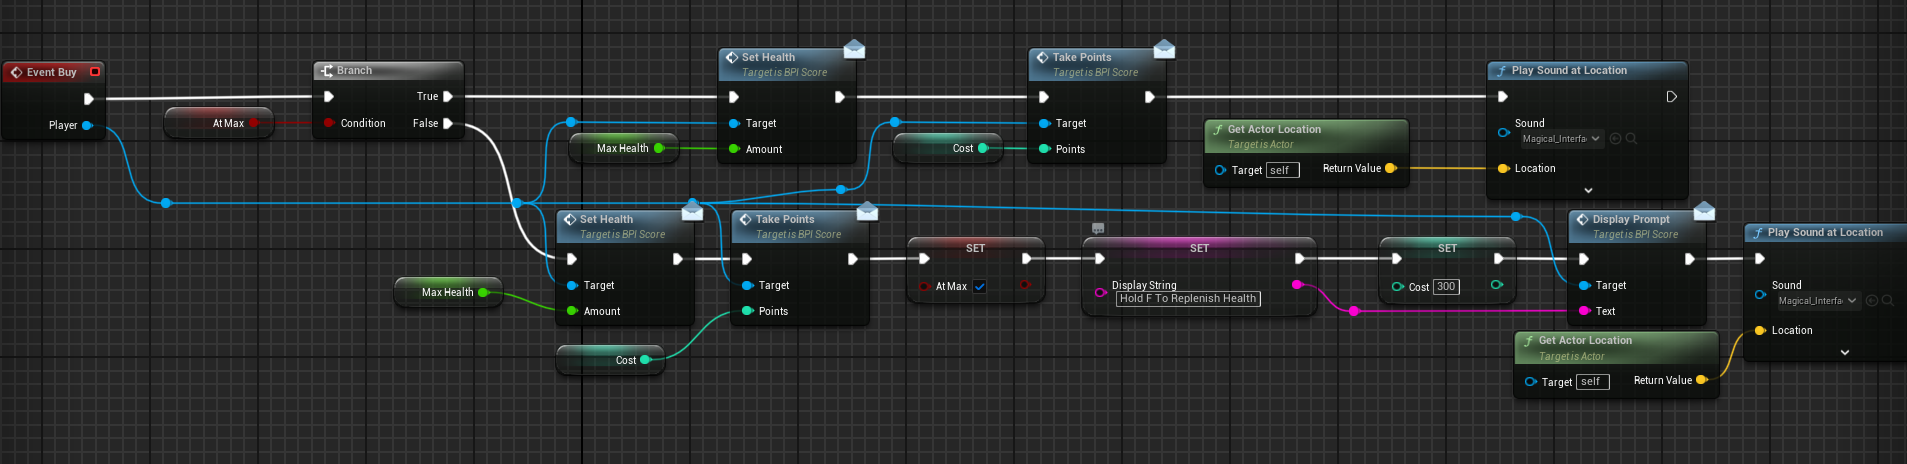 Event Buy
Player
At Max
Branch
Condition
True
False
Set Health
Target is BPI Score
Target
Amount
Max Health
Take Points
Target is BPI Score
Target
Points
Cost
Get Actor Location
Target is Actor
Target self
Return Value
Play Sound at Location
Sound
Magical_Interfa
Location
Max Health
Set Health
Target is BPI Score
Target
Amount
Cost
Take Points
Target is BPI Score
Target
Points
SET
At Max
SET
Display String
Hold F To Replenish Health
SET
Cost 300
Display Prompt
Target is BPI Score
Target
Text
Get Actor Location
Target is Actor
Target self
Return Value
Play Sound at Location
Sound
Magical_Interfa
Location